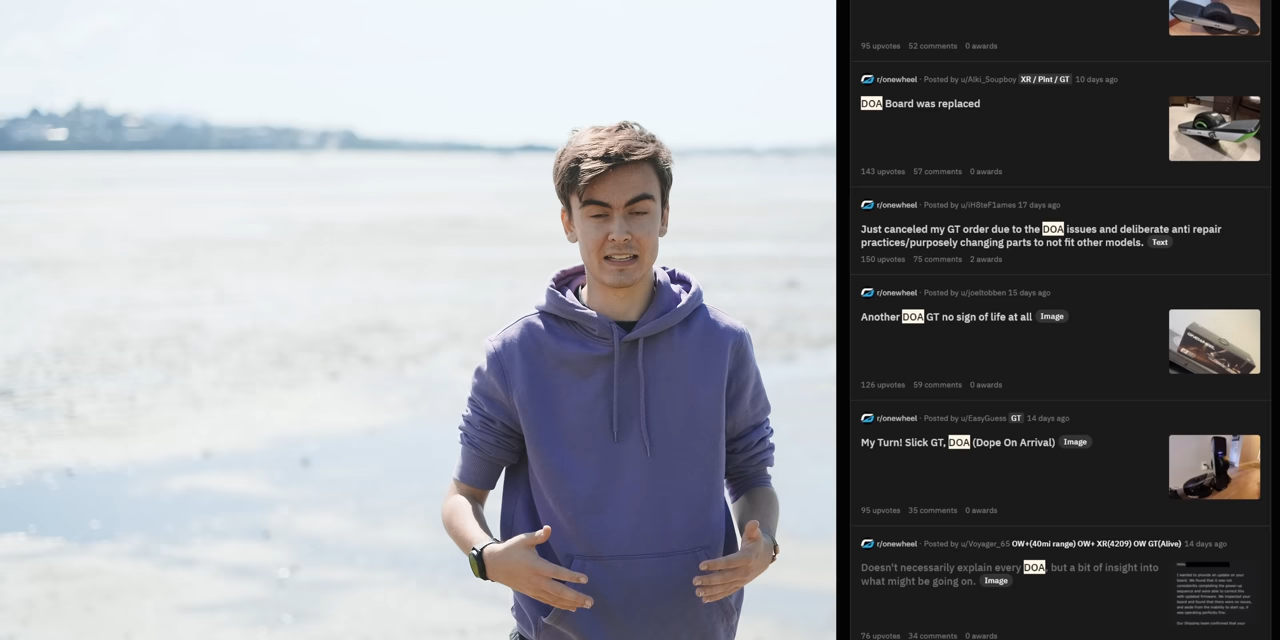 95 upvotes 52 comments 0 awards
r/onewheel · Posted by u/Alki_Soupboy XR / Pint / GT 10 days ago
DOA Board was replaced
143 upvotes 57 comments 0 awards
r/onewheel · Posted by u/iH8teF1ames 17 days ago
Just canceled my GT order due to the DOA issues and deliberate anti repair
practices/purposely changing parts to not fit other models. Text
150 upvotes 75 comments 2 awards
r/onewheel · Posted by u/joeltobben 15 days ago
Another DOA GT no sign of life at all Image
126 upvotes 59 comments 0 awards
r/onewheel · Posted by u/EasyGuess GT 14 days ago
My Turn! Slick GT, DOA (Dope On Arrival) Image
95 upvotes 35 comments 0 awards
r/onewheel · Posted by u/Voyager_65 OW+(40mi range) OW+ XR(4209) OW GT(Alive) 14 days ago
Doesn't necessarily explain every DOA, but a bit of insight into
what might be going on. Image
76 upvotes 34 comments 0 awards